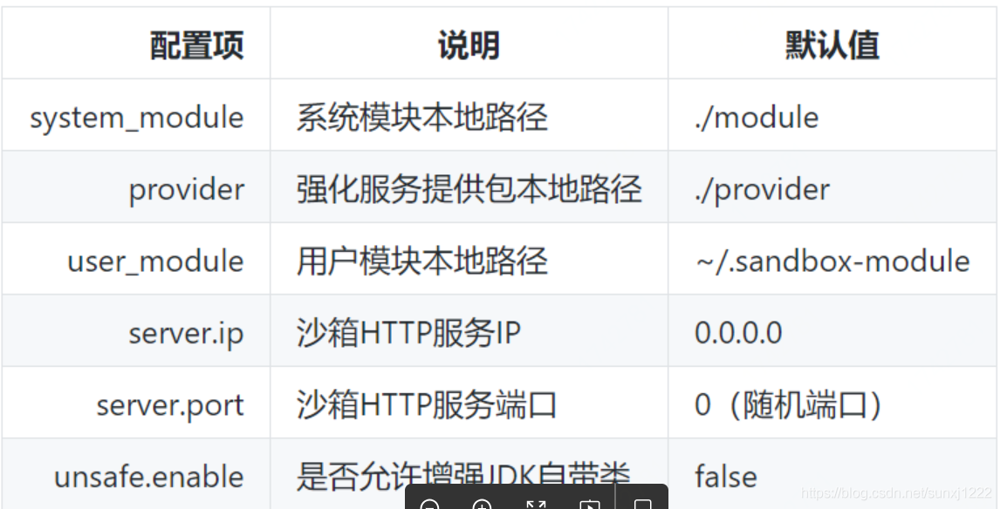 配置项 说明 默认值
system_module 系统模块本地路径 ./module
provider 强化服务提供包本地路径 ./provider
user_module 用户模块本地路径 ~/.sandbox-module
server.ip 沙箱HTTP服务IP 0.0.0.0
server.port 沙箱HTTP服务端口 0（随机端口）
unsafe.enable 是否允许增强JDK自带类 false
https://blog.csdn.net/sunxj1222